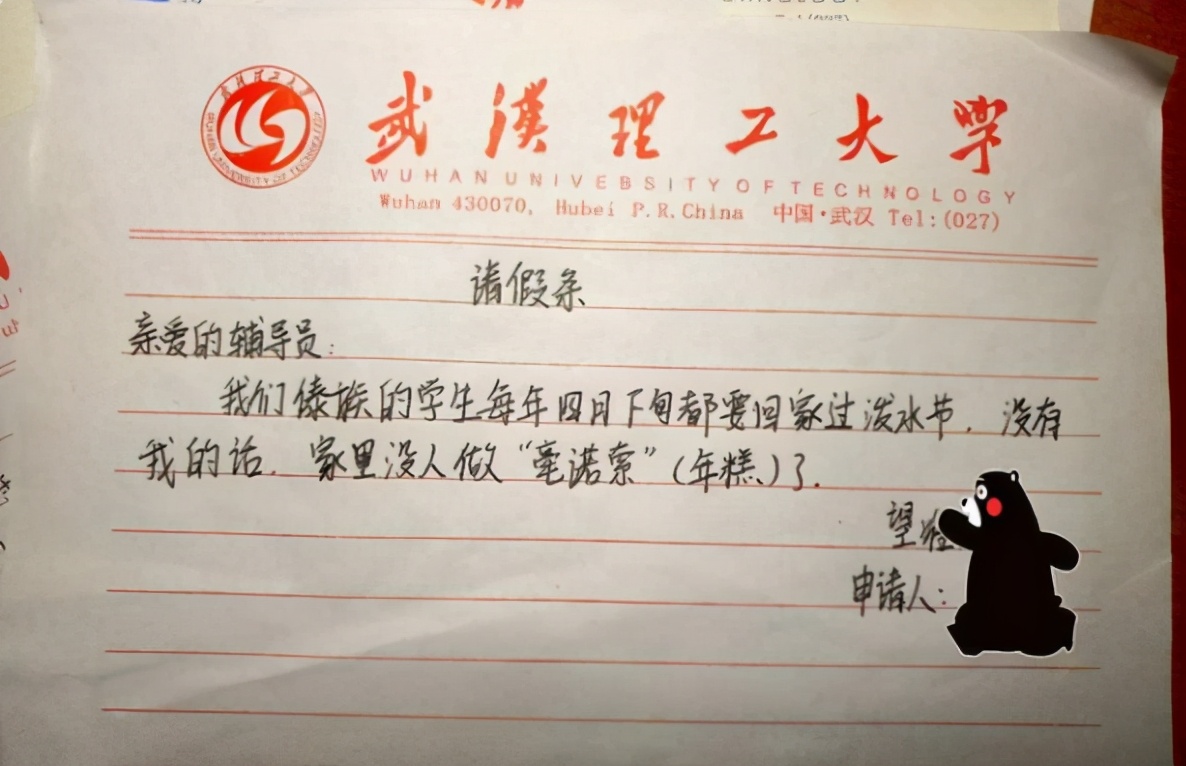 武漢理工大學
WUHAN UNIVEBSITY OF TECHNOLOGY
Wuhan 430070, Hubei P.R.China 中国·武汉 Tel:(027)
请假条
亲爱的辅导员:
我们傣族的学生每年四月下旬都要回家过泼水节，没有
我的话，家里没人做“毫诺索”(年糕)了.
望准
申请人: